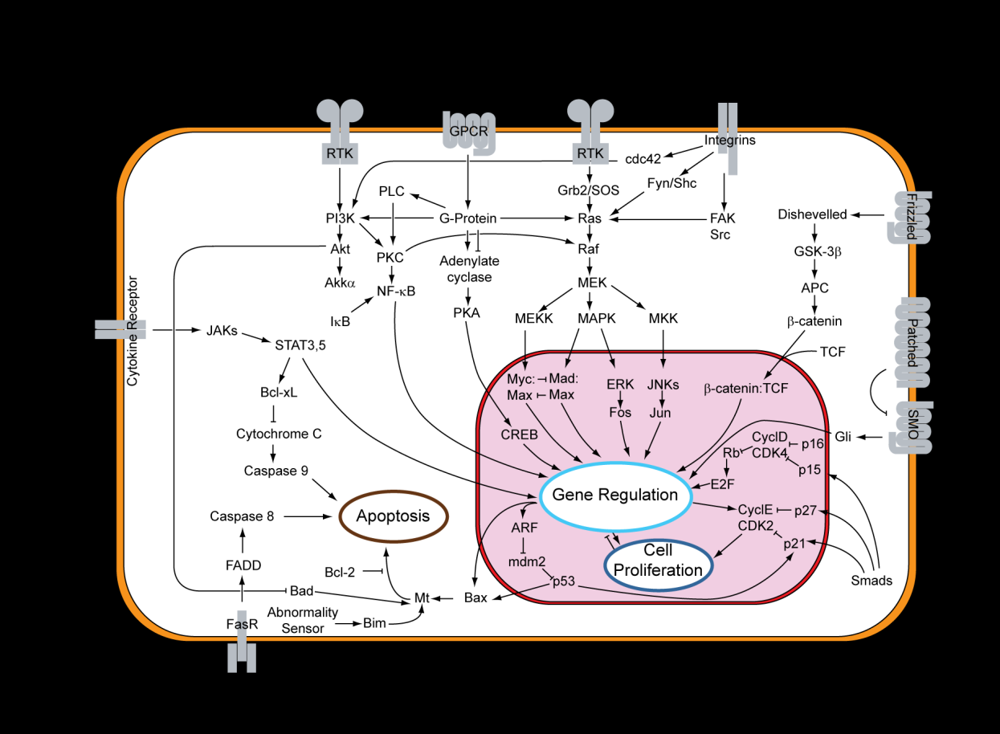 GPCR
Integrins
RTK
RTK
cdc42
Fyn/Shc
PLC
Grb2/SOS
Frizzled
PI3K
G-Protein
Ras
FAK
Src
Dishevelled
Akt
PKC
Adenylate
cyclase
Raf
GSK-3β
Akkα
NF-κB
MEK
APC
IκB
PKA
MEKK
MAPK
MKK
β-catenin
Cytokine Receptor
JAKs
STAT3,5
TCF
Patched
Myc:
Max
Mad:
Max
ERK
JNKs
β-catenin:TCF
Bcl-xL
Fos
Jun
SMO
Cytochrome C
CREB
Gli
CyclD
CDK4
p16
Rb
p15
Caspase 9
E2F
Gene Regulation
Caspase 8
Apoptosis
ARF
CyclE
CDK2
p27
p21
FADD
mdm2
Cell
Proliferation
Bcl-2
p53
Smads
Bad
Mt
Bax
Abnormality
Sensor
Bim
FasR